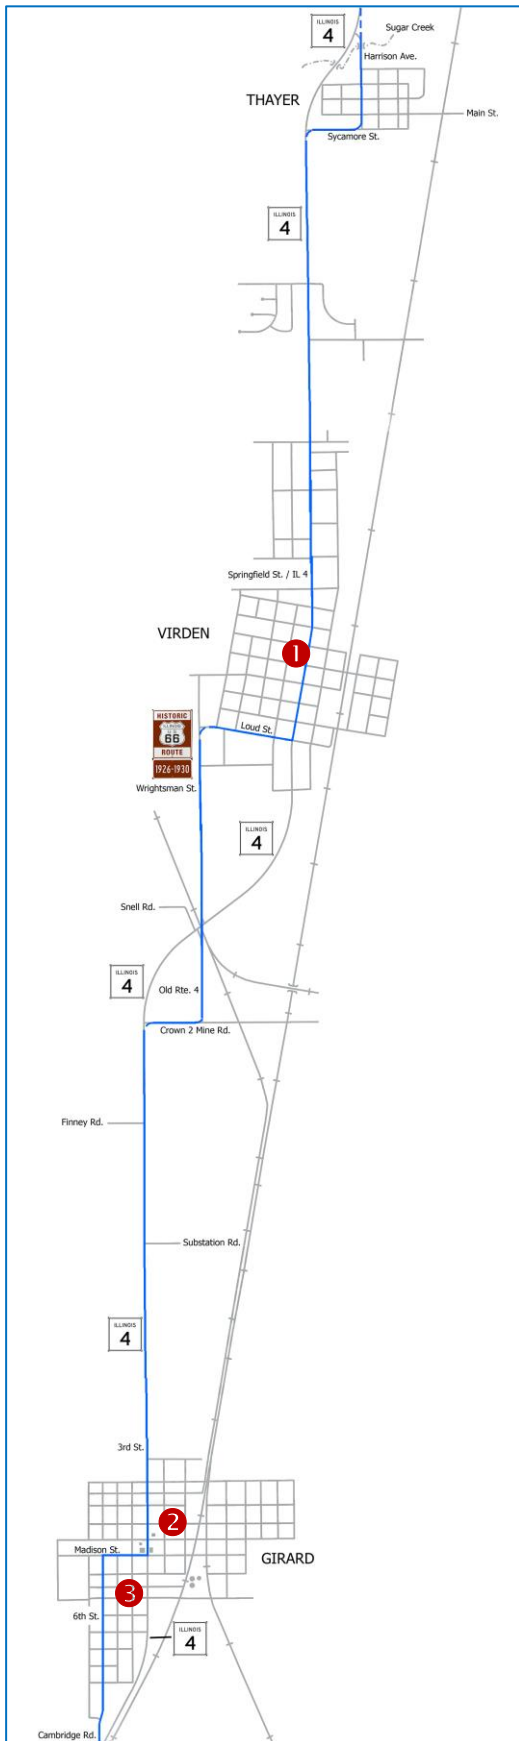 ILLINOIS
4
Sugar Creek
Harrison Ave.
THAYER
Main St.
Sycamore St.
ILLINOIS
4
Springfield St. / IL 4
VIRDEN
1
Loud St.
HISTORIC
ILLINOIS
U S
66
ROUTE
1926-1930
Wrightsman St.
ILLINOIS
4
Snell Rd.
ILLINOIS
4
Old Rte. 4
Crown 2 Mine Rd.
Finney Rd.
Substation Rd.
ILLINOIS
4
3rd St.
2
Madison St.
GIRARD
3
6th St.
ILLINOIS
4
Cambridge Rd.